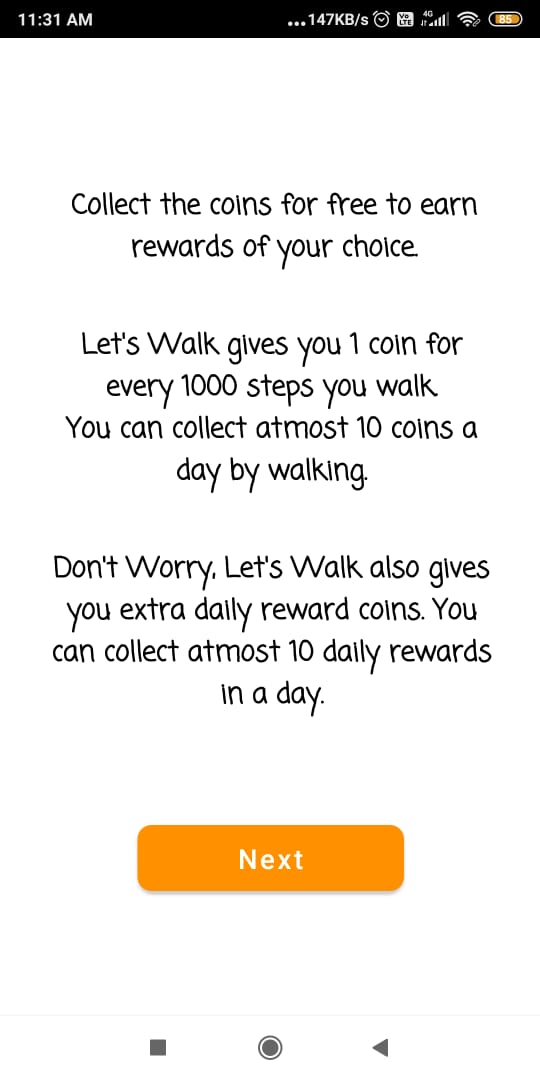 11:31 AM
...147KB/s Vo LTE 4G 85
Collect the coins for free to earn
rewards of your choice.
Let's Walk gives you 1 coin for
every 1000 steps you walk.
You can collect atmost 10 coins a
day by walking.
Don't Worry, Let's Walk also gives
you extra daily reward coins. You
can collect atmost 10 daily rewards
in a day.
Next